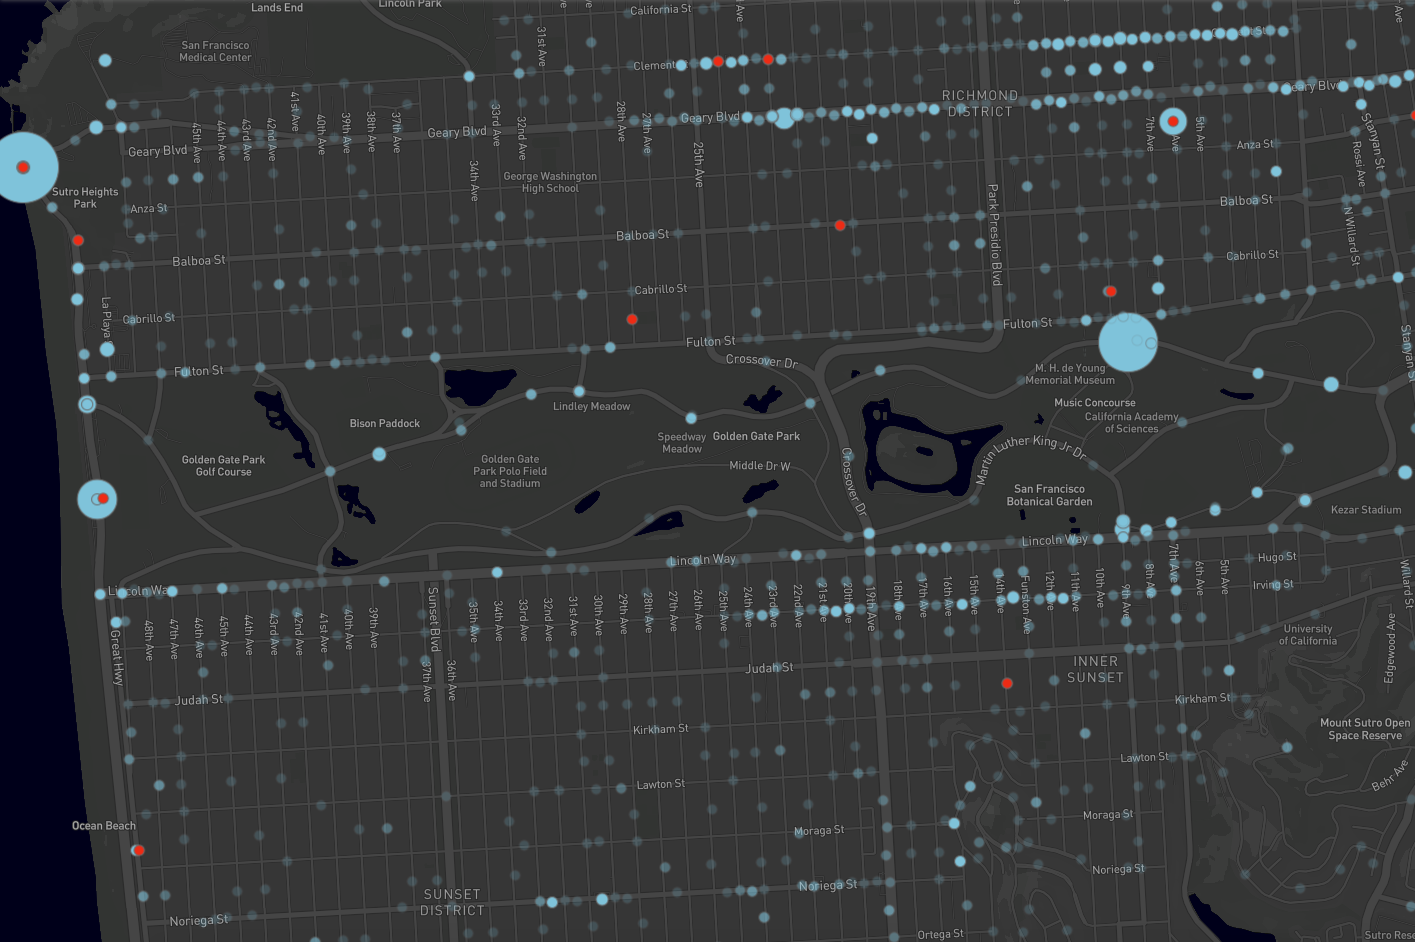 Lands End
Lincoln Park
California St
31st Ave
Ave
Ave
San Francisco
Medical Center
Clement
Geary Blvd
RICHMOND
DISTRICT
45th Ave
44th Ave
43rd Ave
42nd Ave
41st Ave
40th Ave
39th Ave
38th Ave
37th Ave
Geary Blvd
33rd Ave
32nd Ave
28th Ave
27th Ave
Geary Blvd
7th Ave
Ave
5th Ave
Anza St
Stanyan St
Rossi Ave
Geary Blvd
34th Ave
25th Ave
George Washington
High School
Sutro Heights
Park
Anza St
Park Presidio Blvd
Balboa St
N Willard St
Balboa St
Balboa St
Cabrillo St
Cabrillo St
La Playa
Cabrillo St
Fulton St
Fulton St
Crossover Dr
Stanyan St
Fulton St
M. H. de Young
Memorial Museum
Music Concourse
California Academy
of Sciences
Lindley Meadow
Bison Paddock
Speedway
Meadow
Golden Gate Park
Golden Gate Park
Golf Course
Golden Gate
Park Polo Field
and Stadium
Middle Dr W
Crossover Dr
Martin Luther King Jr Dr
San Francisco
Botanical Garden
Kezar Stadium
Lincoln Way
Lincoln Way
Hugo St
Irving St
Lincoln Wa
Great Hwy
48th Ave
47th Ave
46th Ave
45th Ave
44th Ave
43rd Ave
42nd Ave
41st Ave
40th Ave
39th Ave
Sunset Blvd
37th Ave
36th Ave
35th Ave
34th Ave
33rd Ave
32nd Ave
31st Ave
30th Ave
29th Ave
28th Ave
27th Ave
26th Ave
25th Ave
24th Ave
23rd Ave
22nd Ave
21st Ave
20th Ave
19th Ave
18th Ave
17th Ave
16th Ave
15th Ave
14th Ave
Funston Ave
12th Ave
11th Ave
10th Ave
9th Ave
8th Ave
7th Ave
6th Ave
5th Ave
Willard St
University
of California
Edgewood Ave
INNER
SUNSET
Judah St
Judah St
Kirkham St
Kirkham St
Mount Sutro Open
Space Reserve
Lawton St
Lawton St
Behr Ave
Ocean Beach
Moraga St
Moraga St
Noriega St
Noriega St
SUNSET
DISTRICT
Noriega St
Ortega St
Sutro Rese